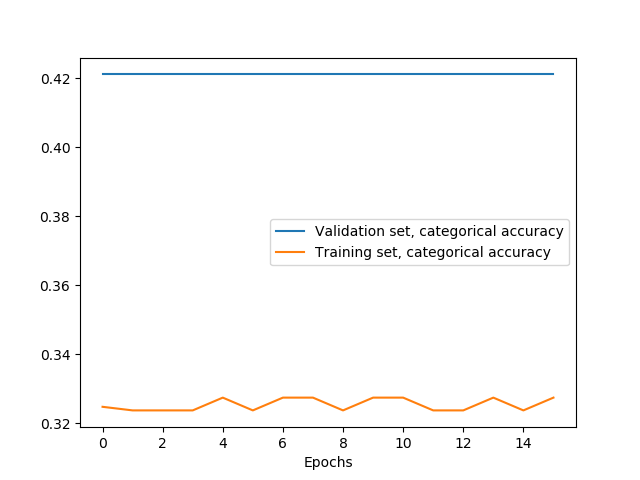 0.42
0.40
0.38
0.36
0.34
0.32
Validation set, categorical accuracy
Training set, categorical accuracy
0 2 4 6 8 10 12 14
Epochs